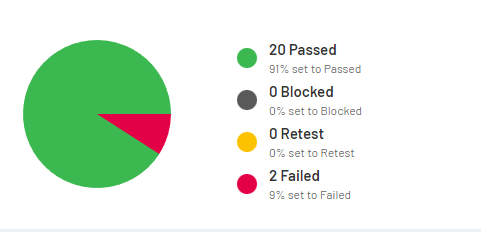 20 Passed
91% set to Passed
0 Blocked
0% set to Blocked
0 Retest
0% set to Retest
2 Failed
9% set to Failed